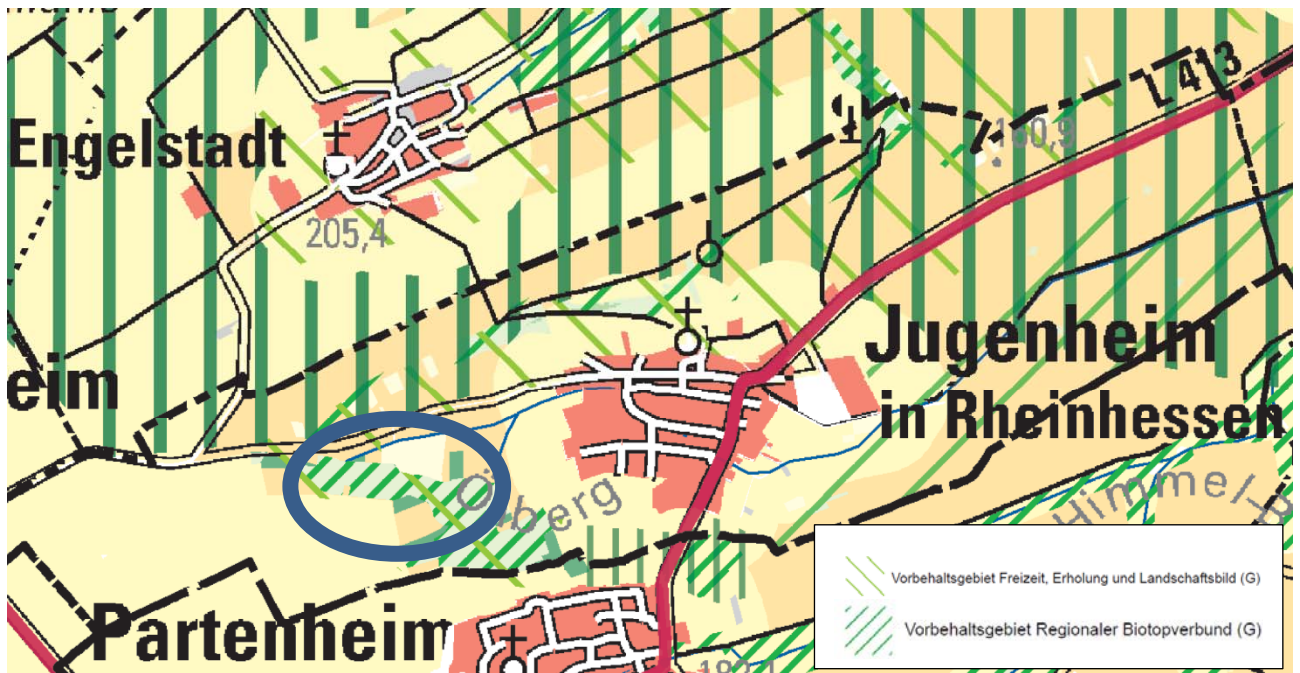 L 413
Engelstadt
160,9
205,4
Jugenheim
in Rheinhessen
eim
Ölberg
Himmel-B
Vorbehaltsgebiet Freizeit, Erholung und Landschaftsbild (G)
Vorbehaltsgebiet Regionaler Biotopverbund (G)
Partenheim